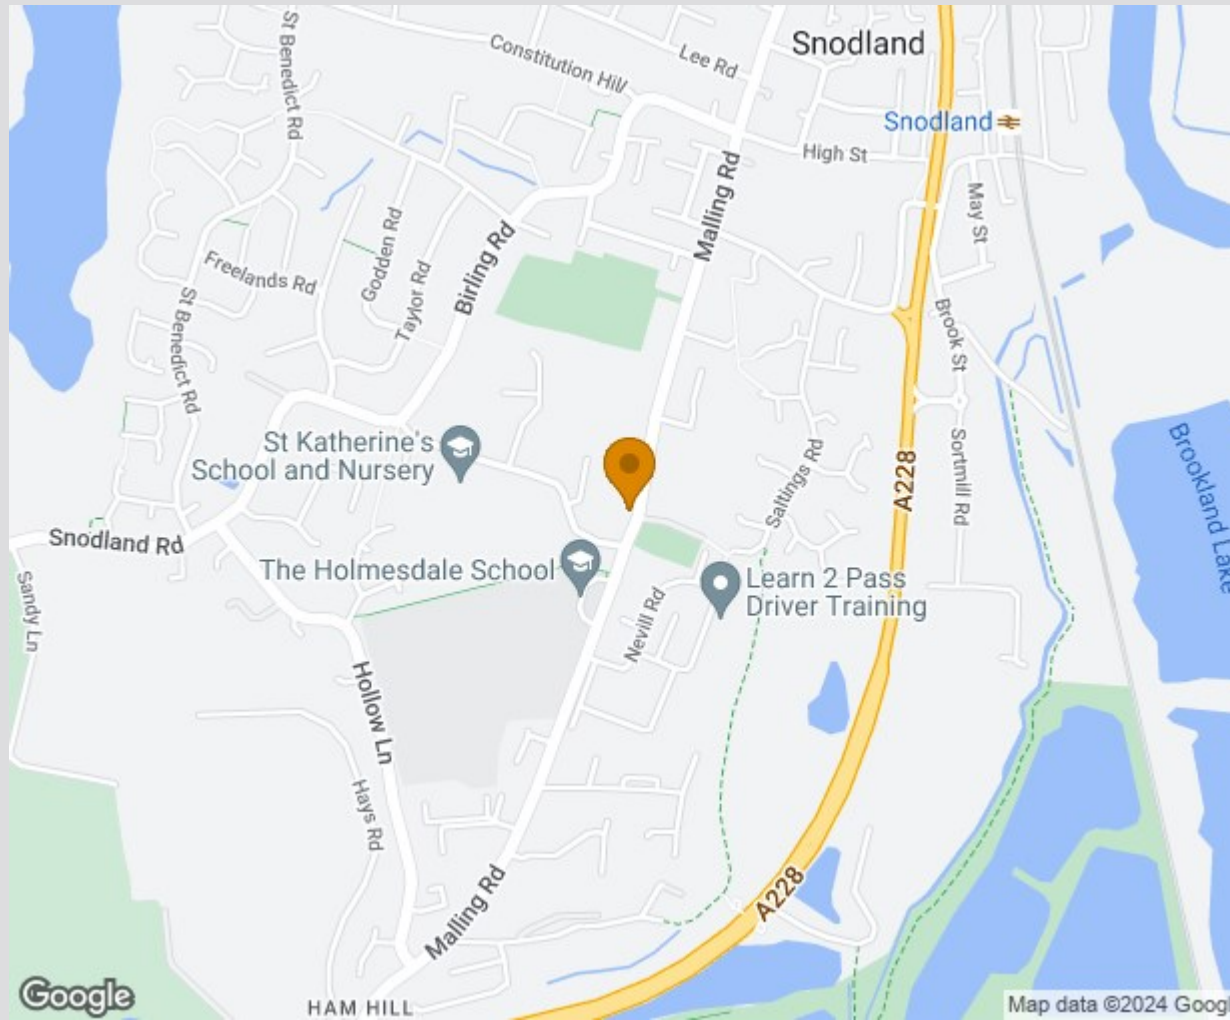 St Benedict Rd
Constitution Hill
Lee Rd
Snodland
Snodland
High St
Malling Rd
May St
Godden Rd
Birling Rd
Freelands Rd
Taylor Rd
St Benedict Rd
Brook St
St Katherine's
School and Nursery
Saltings Rd
A228
Sortmill Rd
Brookland Lake
Snodland Rd
The Holmesdale School
Learn 2 Pass
Driver Training
Sandy Ln
Nevill Rd
Hollow Ln
Hays Rd
Malling Rd
A228
HAM HILL
Google
Map data ©2024 Googl